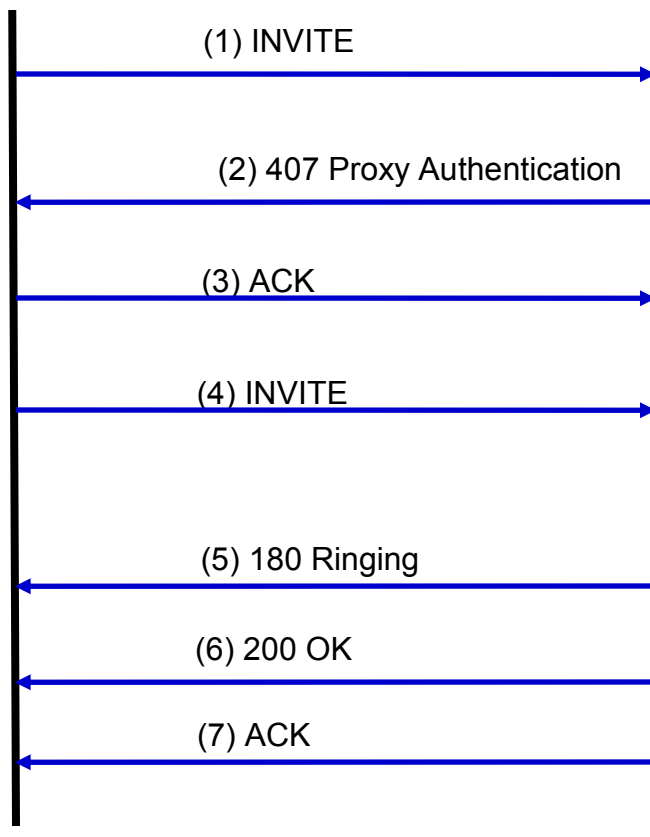 (1) INVITE
(2) 407 Proxy Authentication
(3) ACK
(4) INVITE
(5) 180 Ringing
(6) 200 OK
(7) ACK